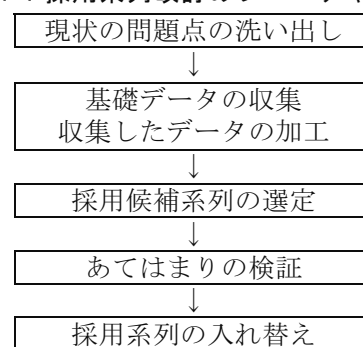 現状の問題点の洗い出し
↓
基礎データの収集
収集したデータの加工
↓
採用候補系列の選定
↓
あてはまりの検証
↓
採用系列の入れ替え